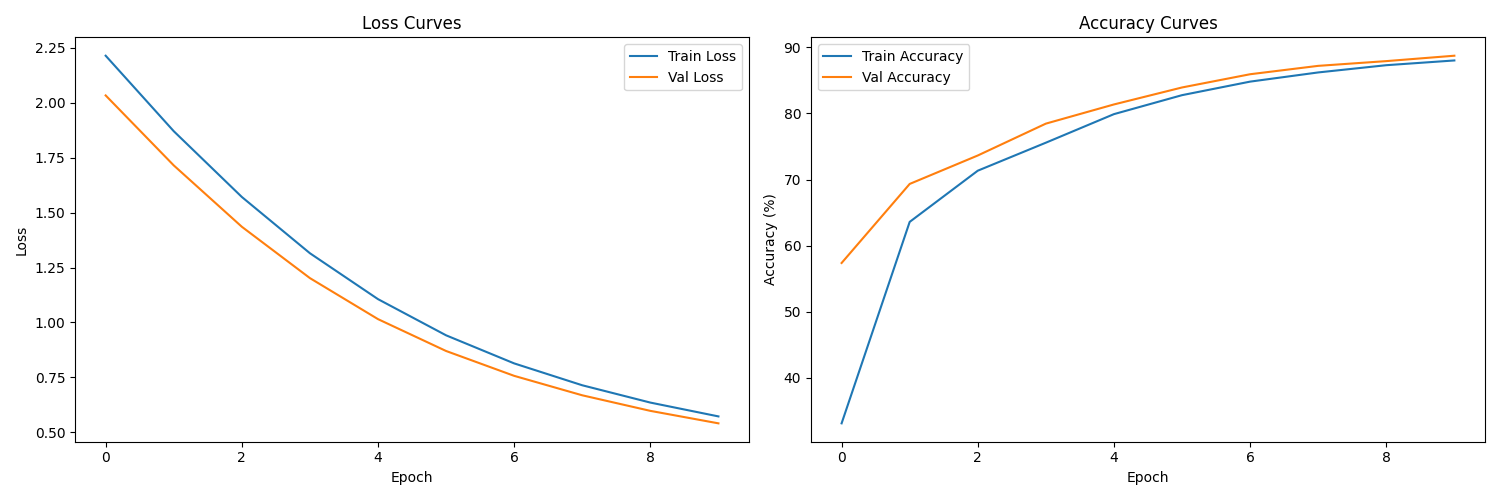 Loss Curves
2.25
2.00
1.75
1.50
1.25
1.00
0.75
0.50
Loss
0 2 4 6 8
Epoch
Train Loss
Val Loss
Accuracy Curves
90
80
70
60
50
40
Accuracy (%)
0 2 4 6 8
Epoch
Train Accuracy
Val Accuracy